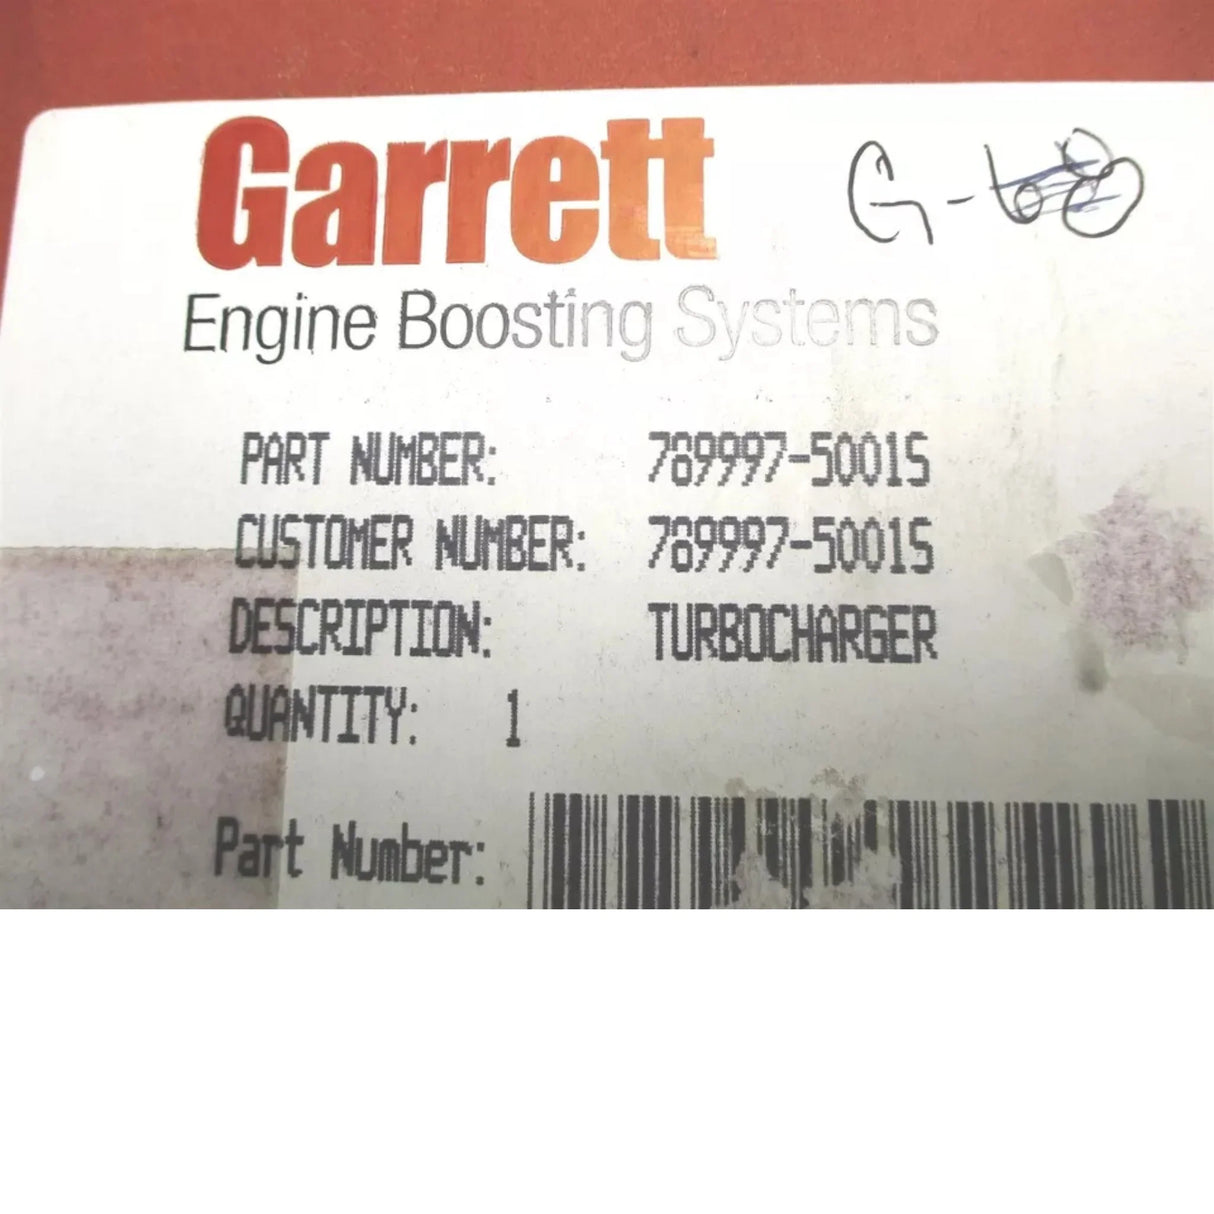 Garrett
Engine Boosting Systems
PART NUMBER: 789997-5001S
CUSTOMER NUMBER: 789997-5001S
DESCRIPTION: TURBOCHARGER
QUANTITY: 1
Part Number: